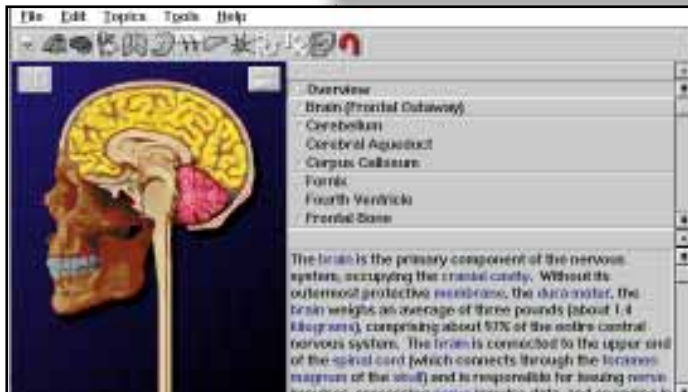 File Edit Topics Tools Help
Overview
Brain (Frontal Cutaway)
Cerebellum
Cerebral Aqueduct
Corpus Callosum
Fornix
Fourth Ventricle
Frontal Bone
The brain is the primary component of the nervous
system, occupying the cranial cavity. Without its
outermost protective membrane, the dura mater, the
brain weighs an average of three pounds (about 1.4
kilograms), comprising about 97% of the entire central
nervous system. The brain is connected to the upper end
of the spinal cord (which connects through the foramen
magnum of the skull) and is responsible for issuing nerve